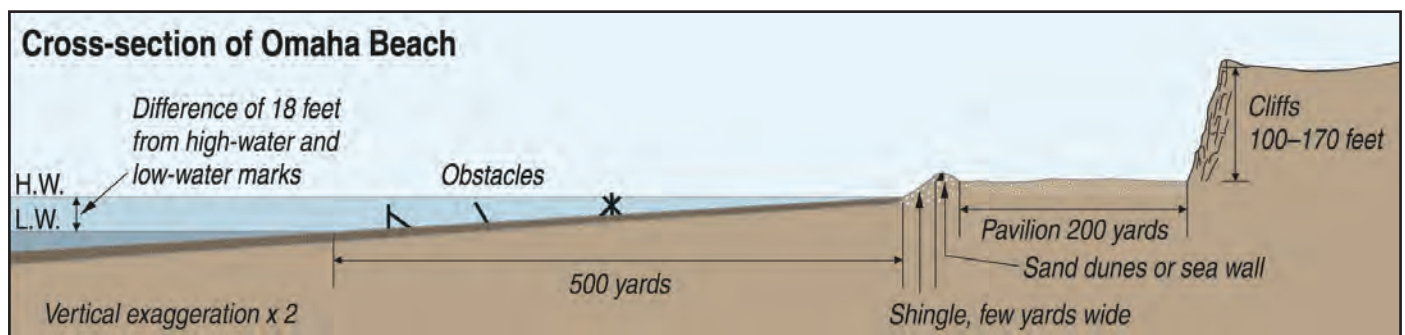 Cross-section of Omaha Beach
Difference of 18 feet
from high-water and
low-water marks
H.W.
L.W.
Obstacles
Cliffs
100–170 feet
Pavilion 200 yards
Sand dunes or sea wall
500 yards
Shingle, few yards wide
Vertical exaggeration x 2